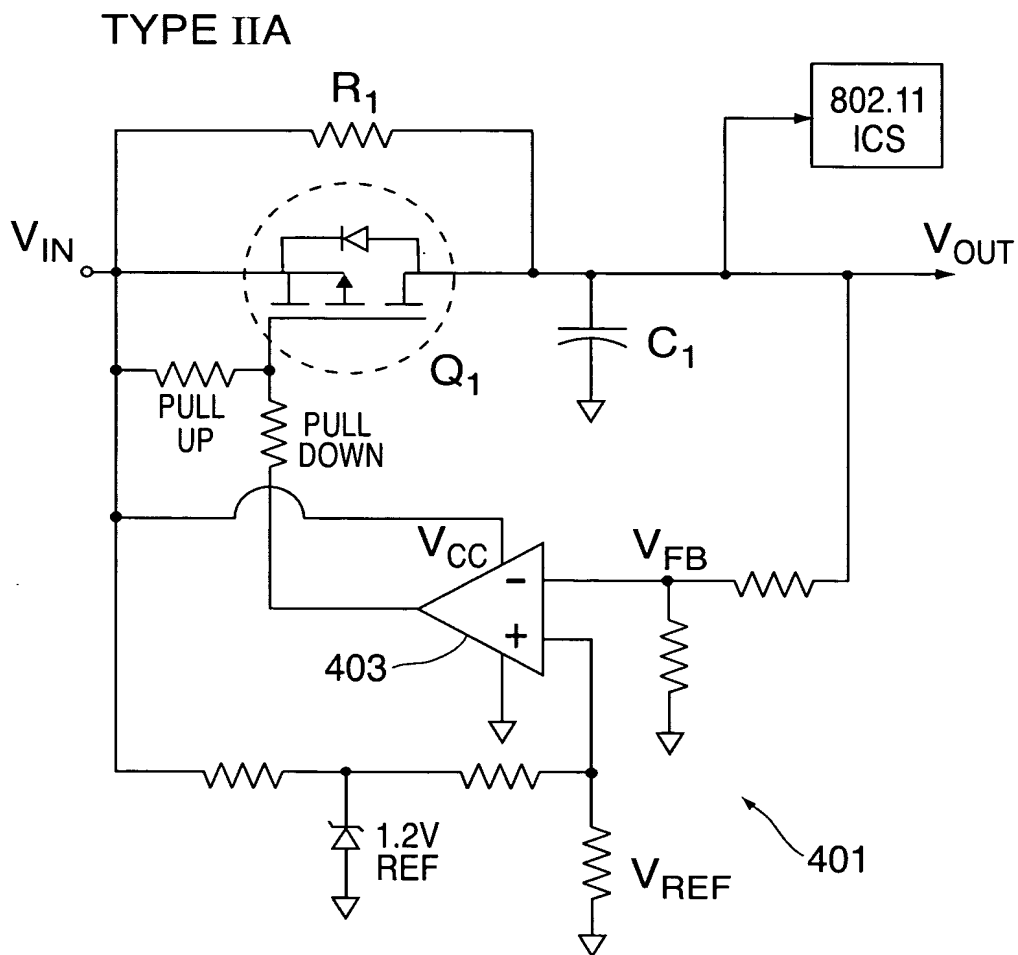 TYPE IIA
R1
802.11
ICS
VIN
VOUT
Q1
C1
PULL
UP
PULL
DOWN
VCC
VFB
-
+
403
1.2V
REF
VREF
401